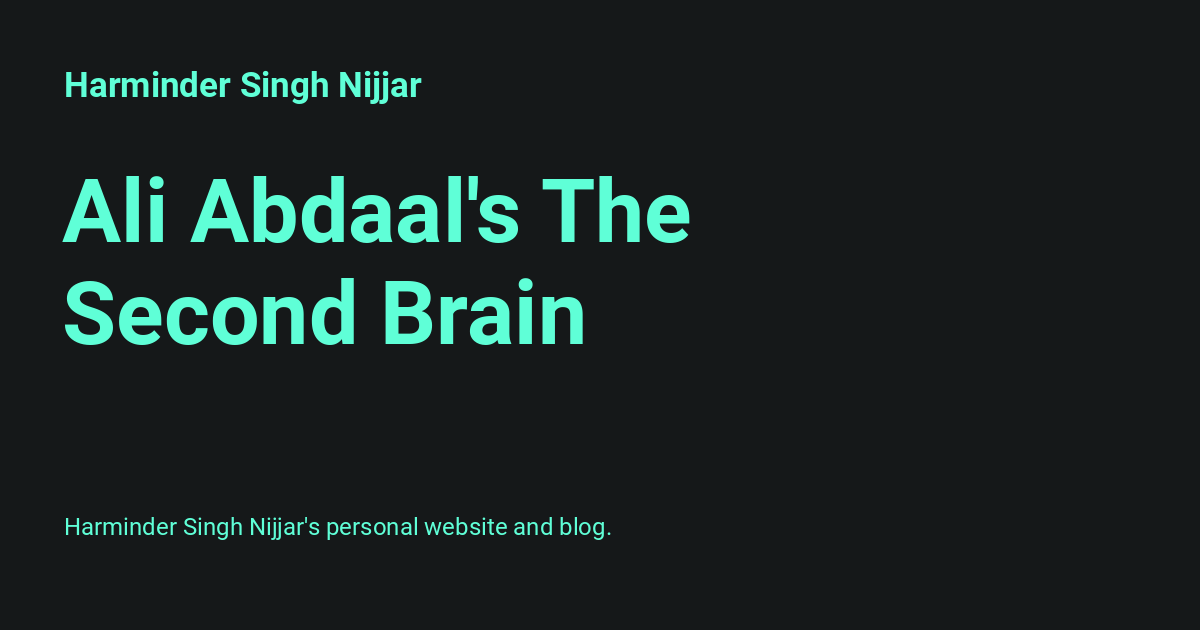 Harminder Singh Nijjar
Ali Abdaal's The
Second Brain
Harminder Singh Nijjar's personal website and blog.